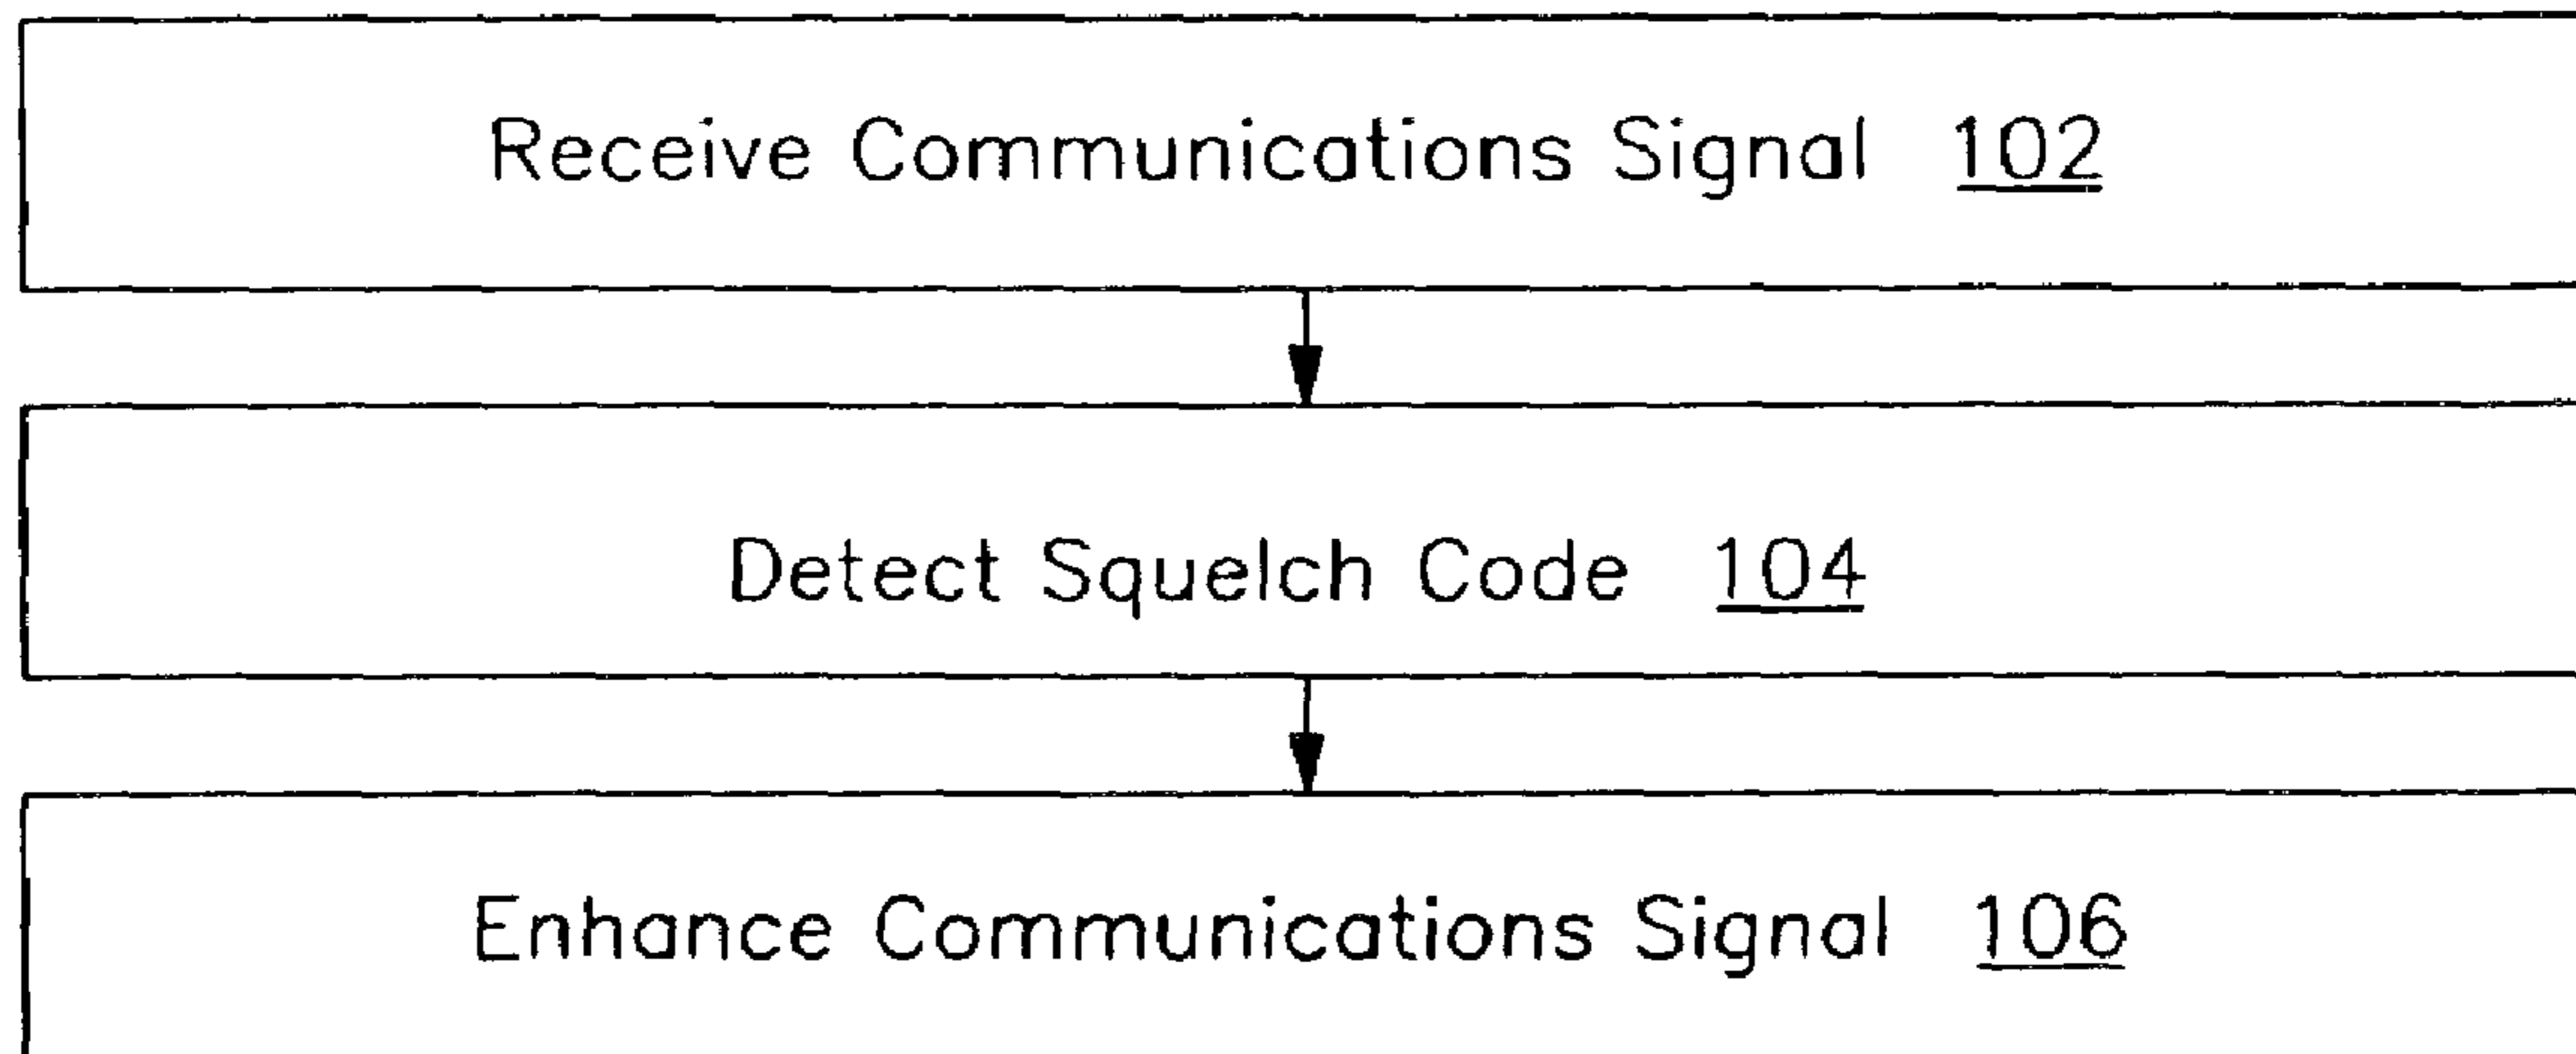 Receive Communications Signal 102
Detect Squelch Code 104
Enhance Communications Signal 106